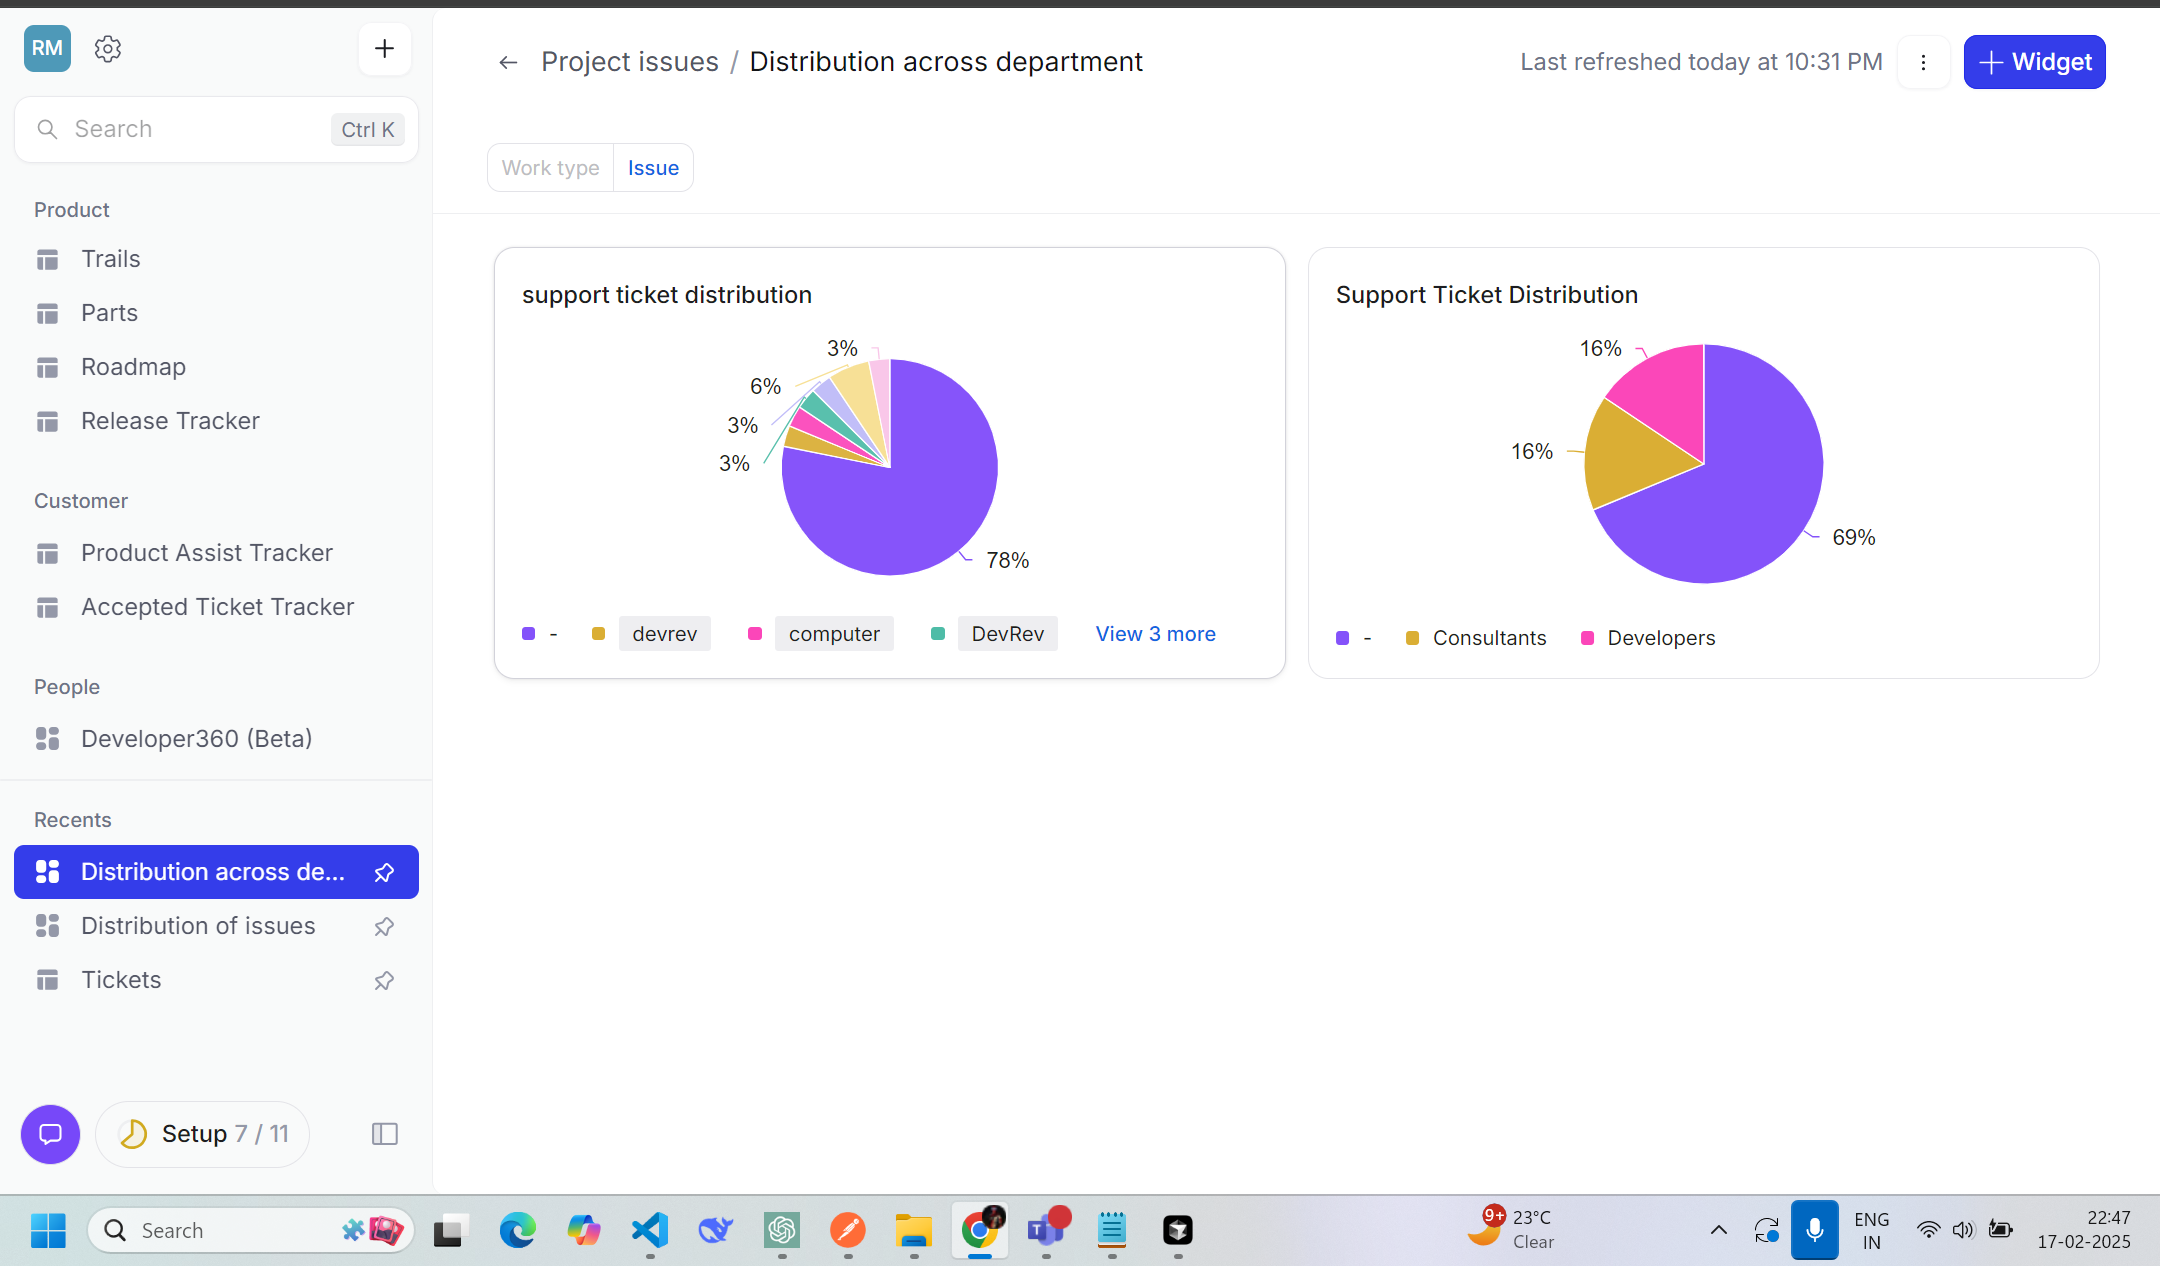 RM
+
Search Ctrl K
Product
Trails
Parts
Roadmap
Release Tracker
Customer
Product Assist Tracker
Accepted Ticket Tracker
People
Developer360 (Beta)
Recents
Distribution across de...
Distribution of issues
Tickets
Setup 7 / 11
← Project issues / Distribution across department
Last refreshed today at 10:31 PM
+ Widget
Work type Issue
support ticket distribution
3%
6%
3%
3%
78%
- devrev computer DevRev View 3 more
Support Ticket Distribution
16%
16%
69%
- Consultants Developers
Search
9+
23°C
Clear
ENG
IN
22:47
17-02-2025